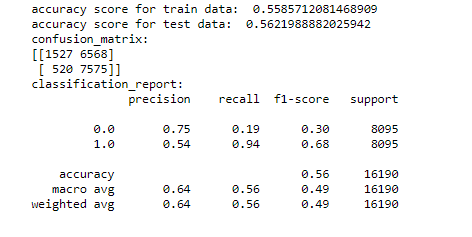 accuracy score for train data:  0.5585712081468909
accuracy score for test data:  0.5621988882025942
confusion_matrix:
[[1527 6568]
 [ 520 7575]]
classification_report:
              precision    recall  f1-score   support

         0.0       0.75      0.19      0.30      8095
         1.0       0.54      0.94      0.68      8095

    accuracy                           0.56     16190
   macro avg       0.64      0.56      0.49     16190
weighted avg       0.64      0.56      0.49     16190